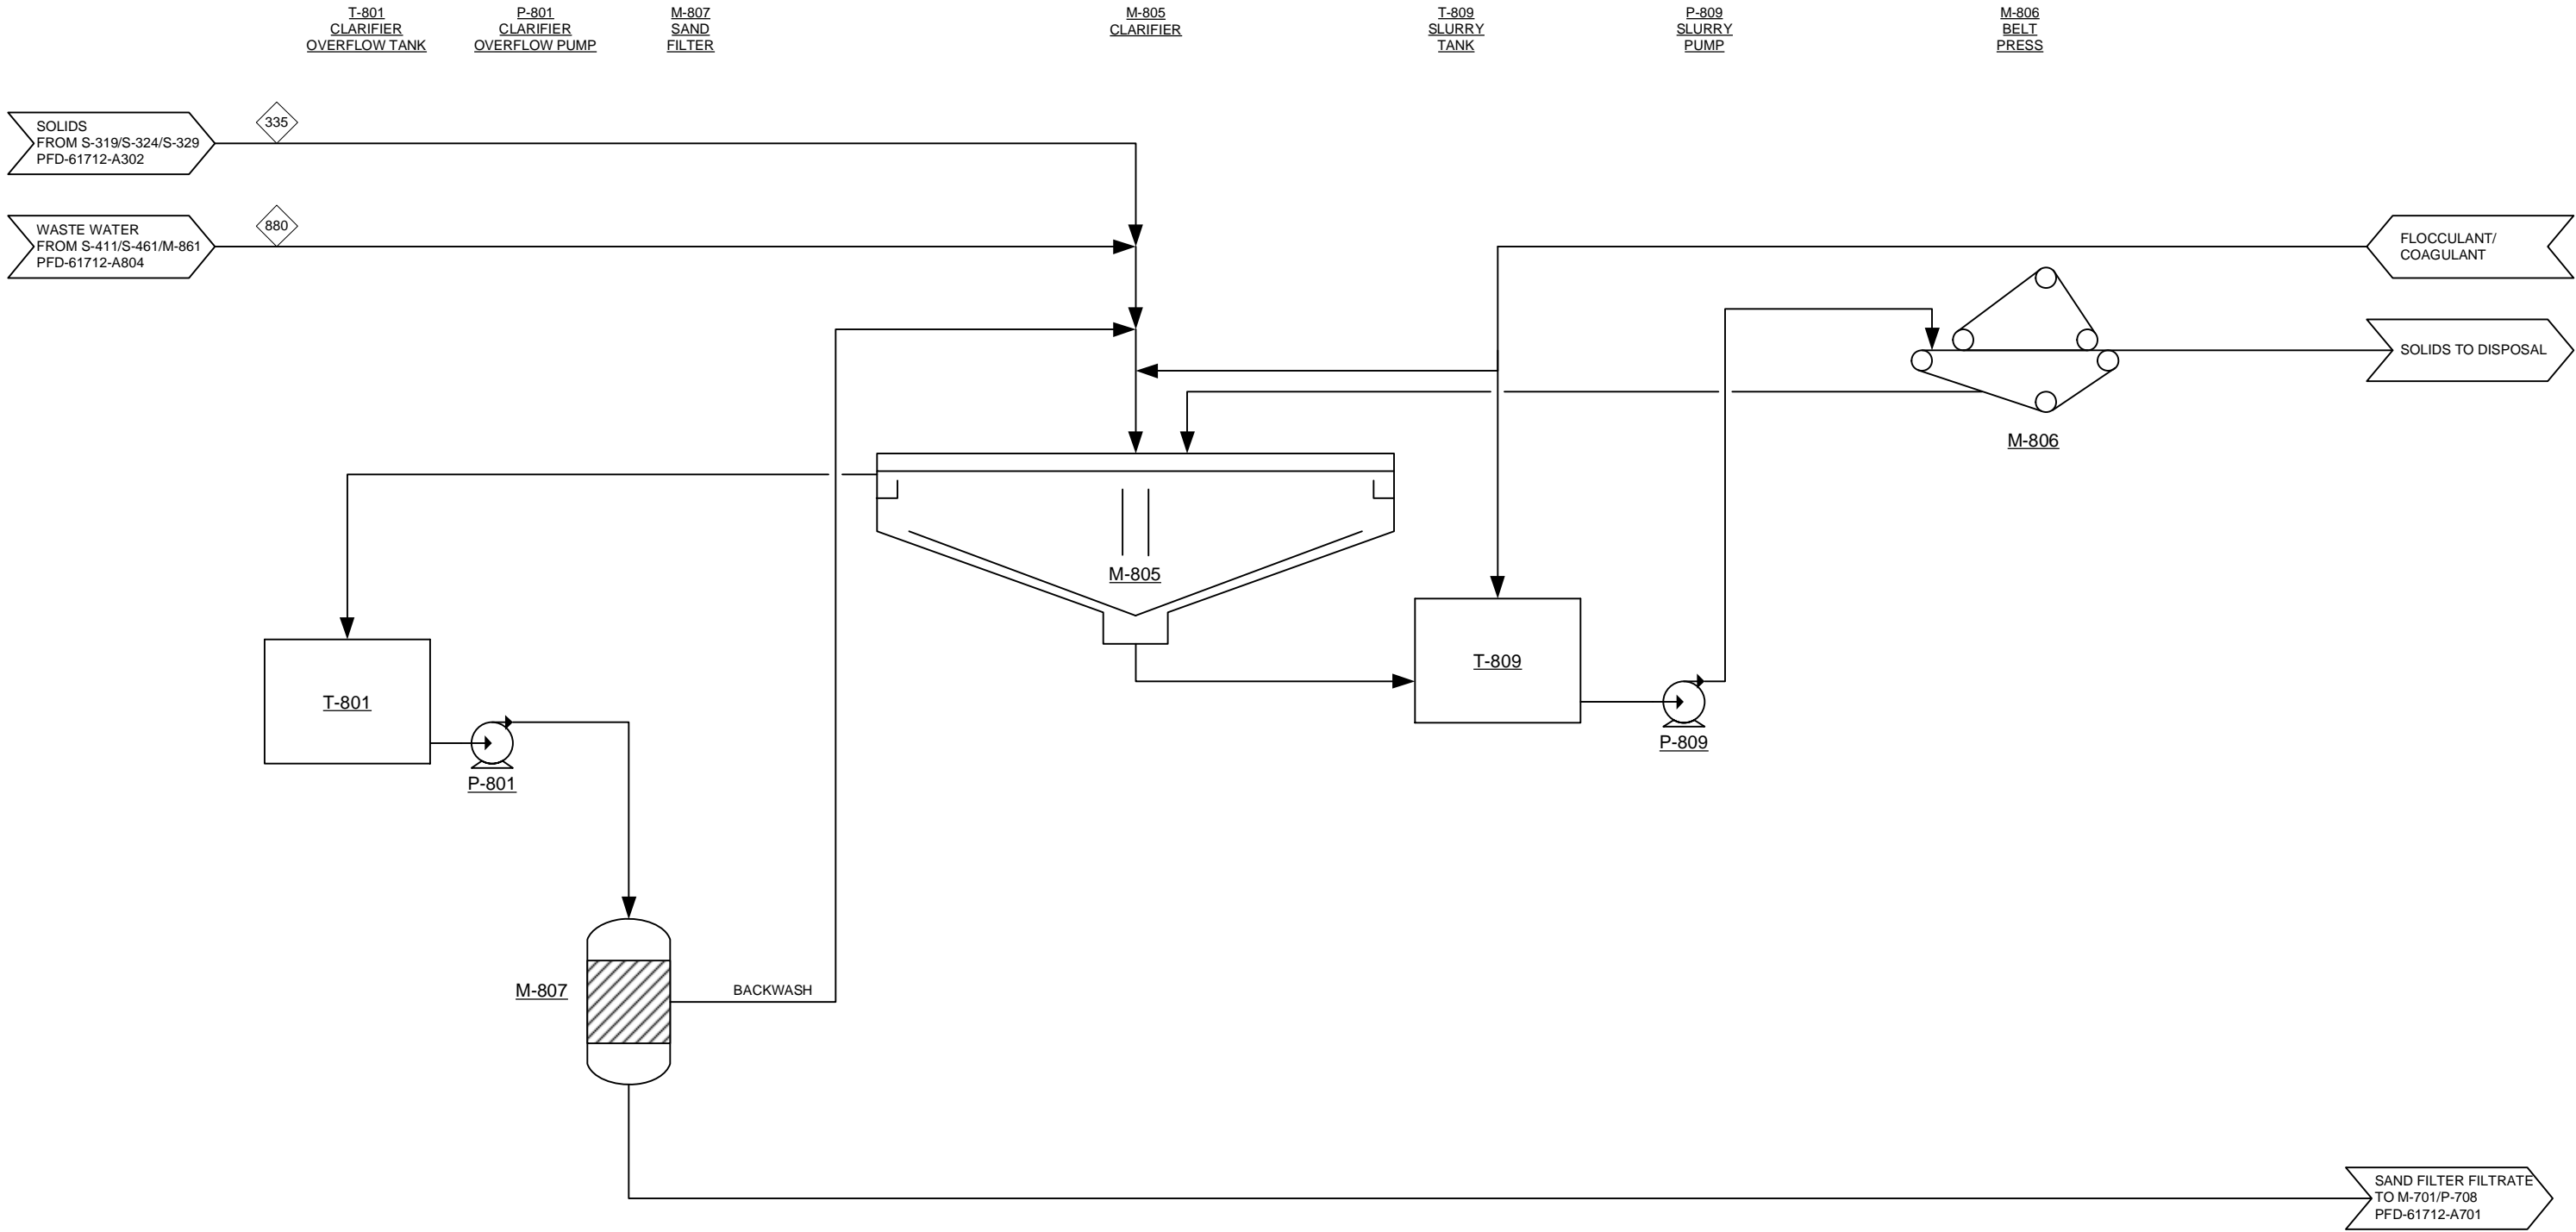 T-801
CLARIFIER
OVERFLOW TANK
P-801
CLARIFIER
OVERFLOW PUMP
M-807
SAND
FILTER
M-805
CLARIFIER
T-809
SLURRY
TANK
P-809
SLURRY
PUMP
M-806
BELT
PRESS
SOLIDS
FROM S-319/S-324/S-329
PFD-61712-A302
335
WASTE WATER
FROM S-411/S-461/M-861
PFD-61712-A804
880
FLOCCULANT/
COAGULANT
SOLIDS TO DISPOSAL
M-806
M-805
T-809
P-809
T-801
P-801
M-807
BACKWASH
SAND FILTER FILTRATE
TO M-701/P-708
PFD-61712-A701